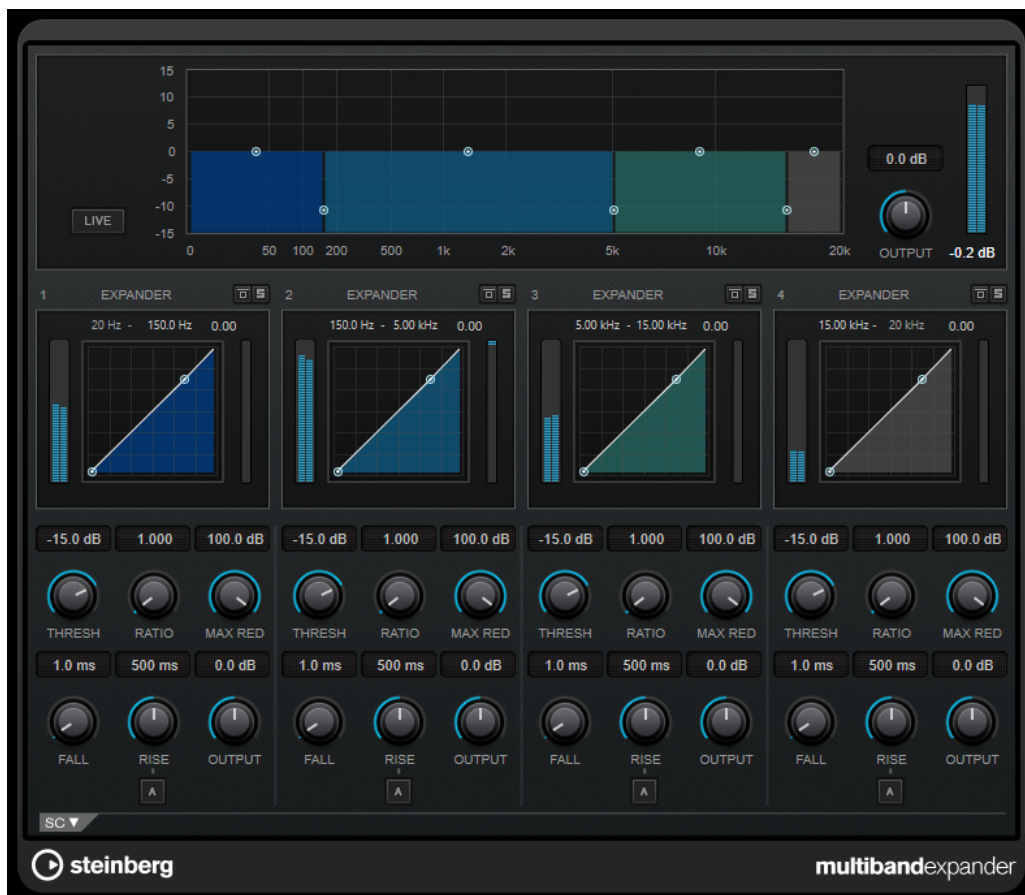 15
10
5
0
-5
-10
-15
LIVE
0 50 100 200 500 1k 2k 5k 10k 20k
0.0 dB
OUTPUT -0.2 dB
1 EXPANDER S 2 EXPANDER S 3 EXPANDER S 4 EXPANDER S
20 Hz - 150.0 Hz 0.00 150.0 Hz - 5.00 kHz 0.00 5.00 kHz - 15.00 kHz 0.00 15.00 kHz - 20 kHz 0.00
-15.0 dB 1.000 100.0 dB -15.0 dB 1.000 100.0 dB -15.0 dB 1.000 100.0 dB -15.0 dB 1.000 100.0 dB
THRESH RATIO MAX RED THRESH RATIO MAX RED THRESH RATIO MAX RED THRESH RATIO MAX RED
1.0 ms 500 ms 0.0 dB 1.0 ms 500 ms 0.0 dB 1.0 ms 500 ms 0.0 dB 1.0 ms 500 ms 0.0 dB
FALL RISE OUTPUT FALL RISE OUTPUT FALL RISE OUTPUT FALL RISE OUTPUT
A A A A
SC ▼
steinberg multibandexpander